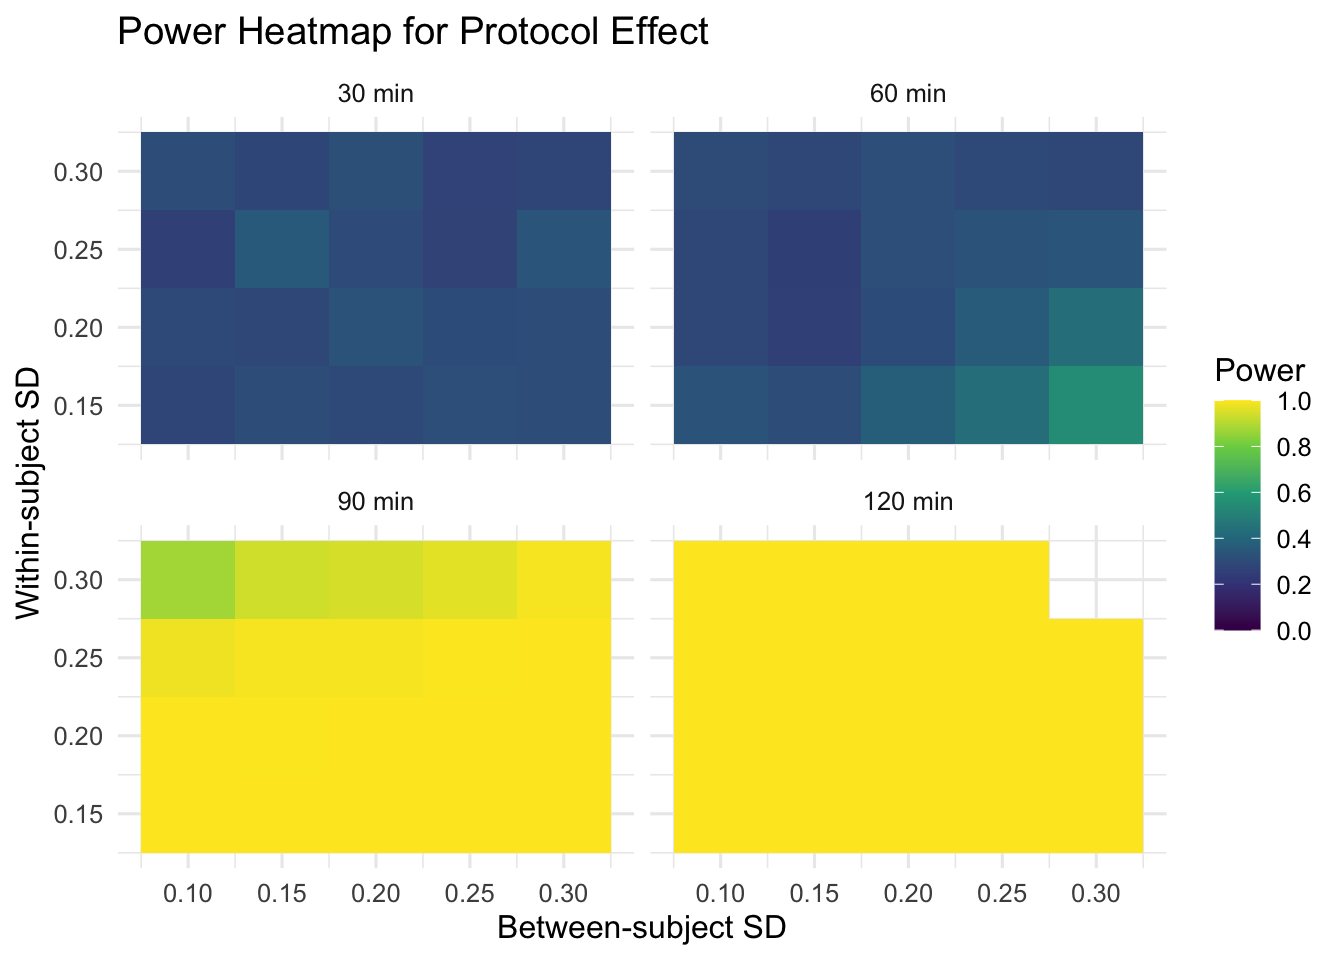 Power Heatmap for Protocol Effect
30 min
60 min
0.30
0.25
0.20
0.15
90 min
120 min
0.30
0.25
0.20
0.15
0.10 0.15 0.20 0.25 0.30
0.10 0.15 0.20 0.25 0.30
Between-subject SD
Within-subject SD
Power
1.0
0.8
0.6
0.4
0.2
0.0